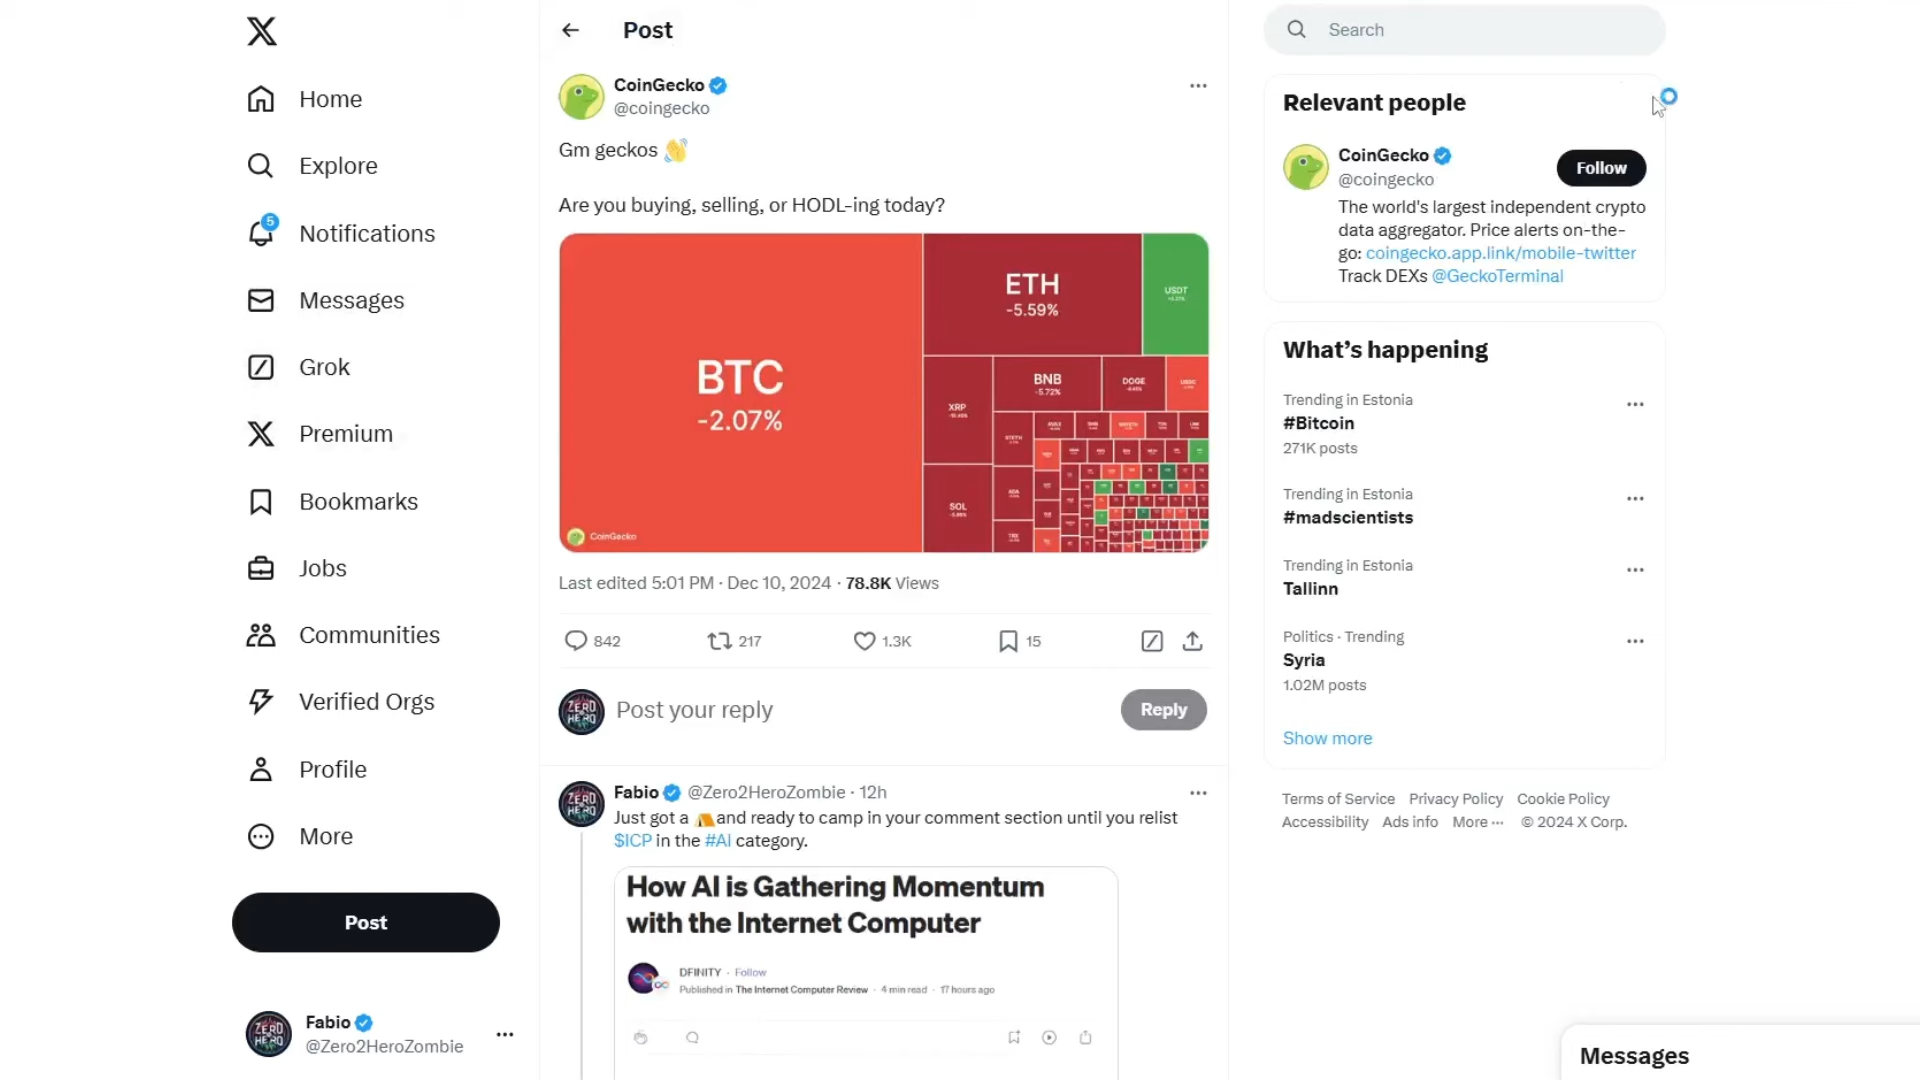 Home
Explore
5
Notifications
Messages
Grok
Premium
Bookmarks
Jobs
Communities
Verified Orgs
Profile
More
Post
Fabio
@Zero2HeroZombie
Post
CoinGecko
@coingecko
Gm geckos 👋
Are you buying, selling, or HODL-ing today?
BTC
-2.07%
ETH
-5.59%
USDT
XRP
BNB
-5.72%
DOGE
SOL
CoinGecko
Last edited 5:01 PM · Dec 10, 2024 · 78.8K Views
842
217
1.3K
15
Post your reply
Reply
Fabio @Zero2HeroZombie · 12h
Just got a ⛺and ready to camp in your comment section until you relist
$ICP in the #AI category.
How AI is Gathering Momentum
with the Internet Computer
DFINITY · Follow
Published in The Internet Computer Review · 4 min read · 17 hours ago
Search
Relevant people
CoinGecko
@coingecko
Follow
The world's largest independent crypto
data aggregator. Price alerts on-the-
go: coingecko.app.link/mobile-twitter
Track DEXs @GeckoTerminal
What's happening
Trending in Estonia
#Bitcoin
271K posts
Trending in Estonia
#madscientists
Trending in Estonia
Tallinn
Politics · Trending
Syria
1.02M posts
Show more
Terms of Service Privacy Policy Cookie Policy
Accessibility Ads info More ··· © 2024 X Corp.
Messages